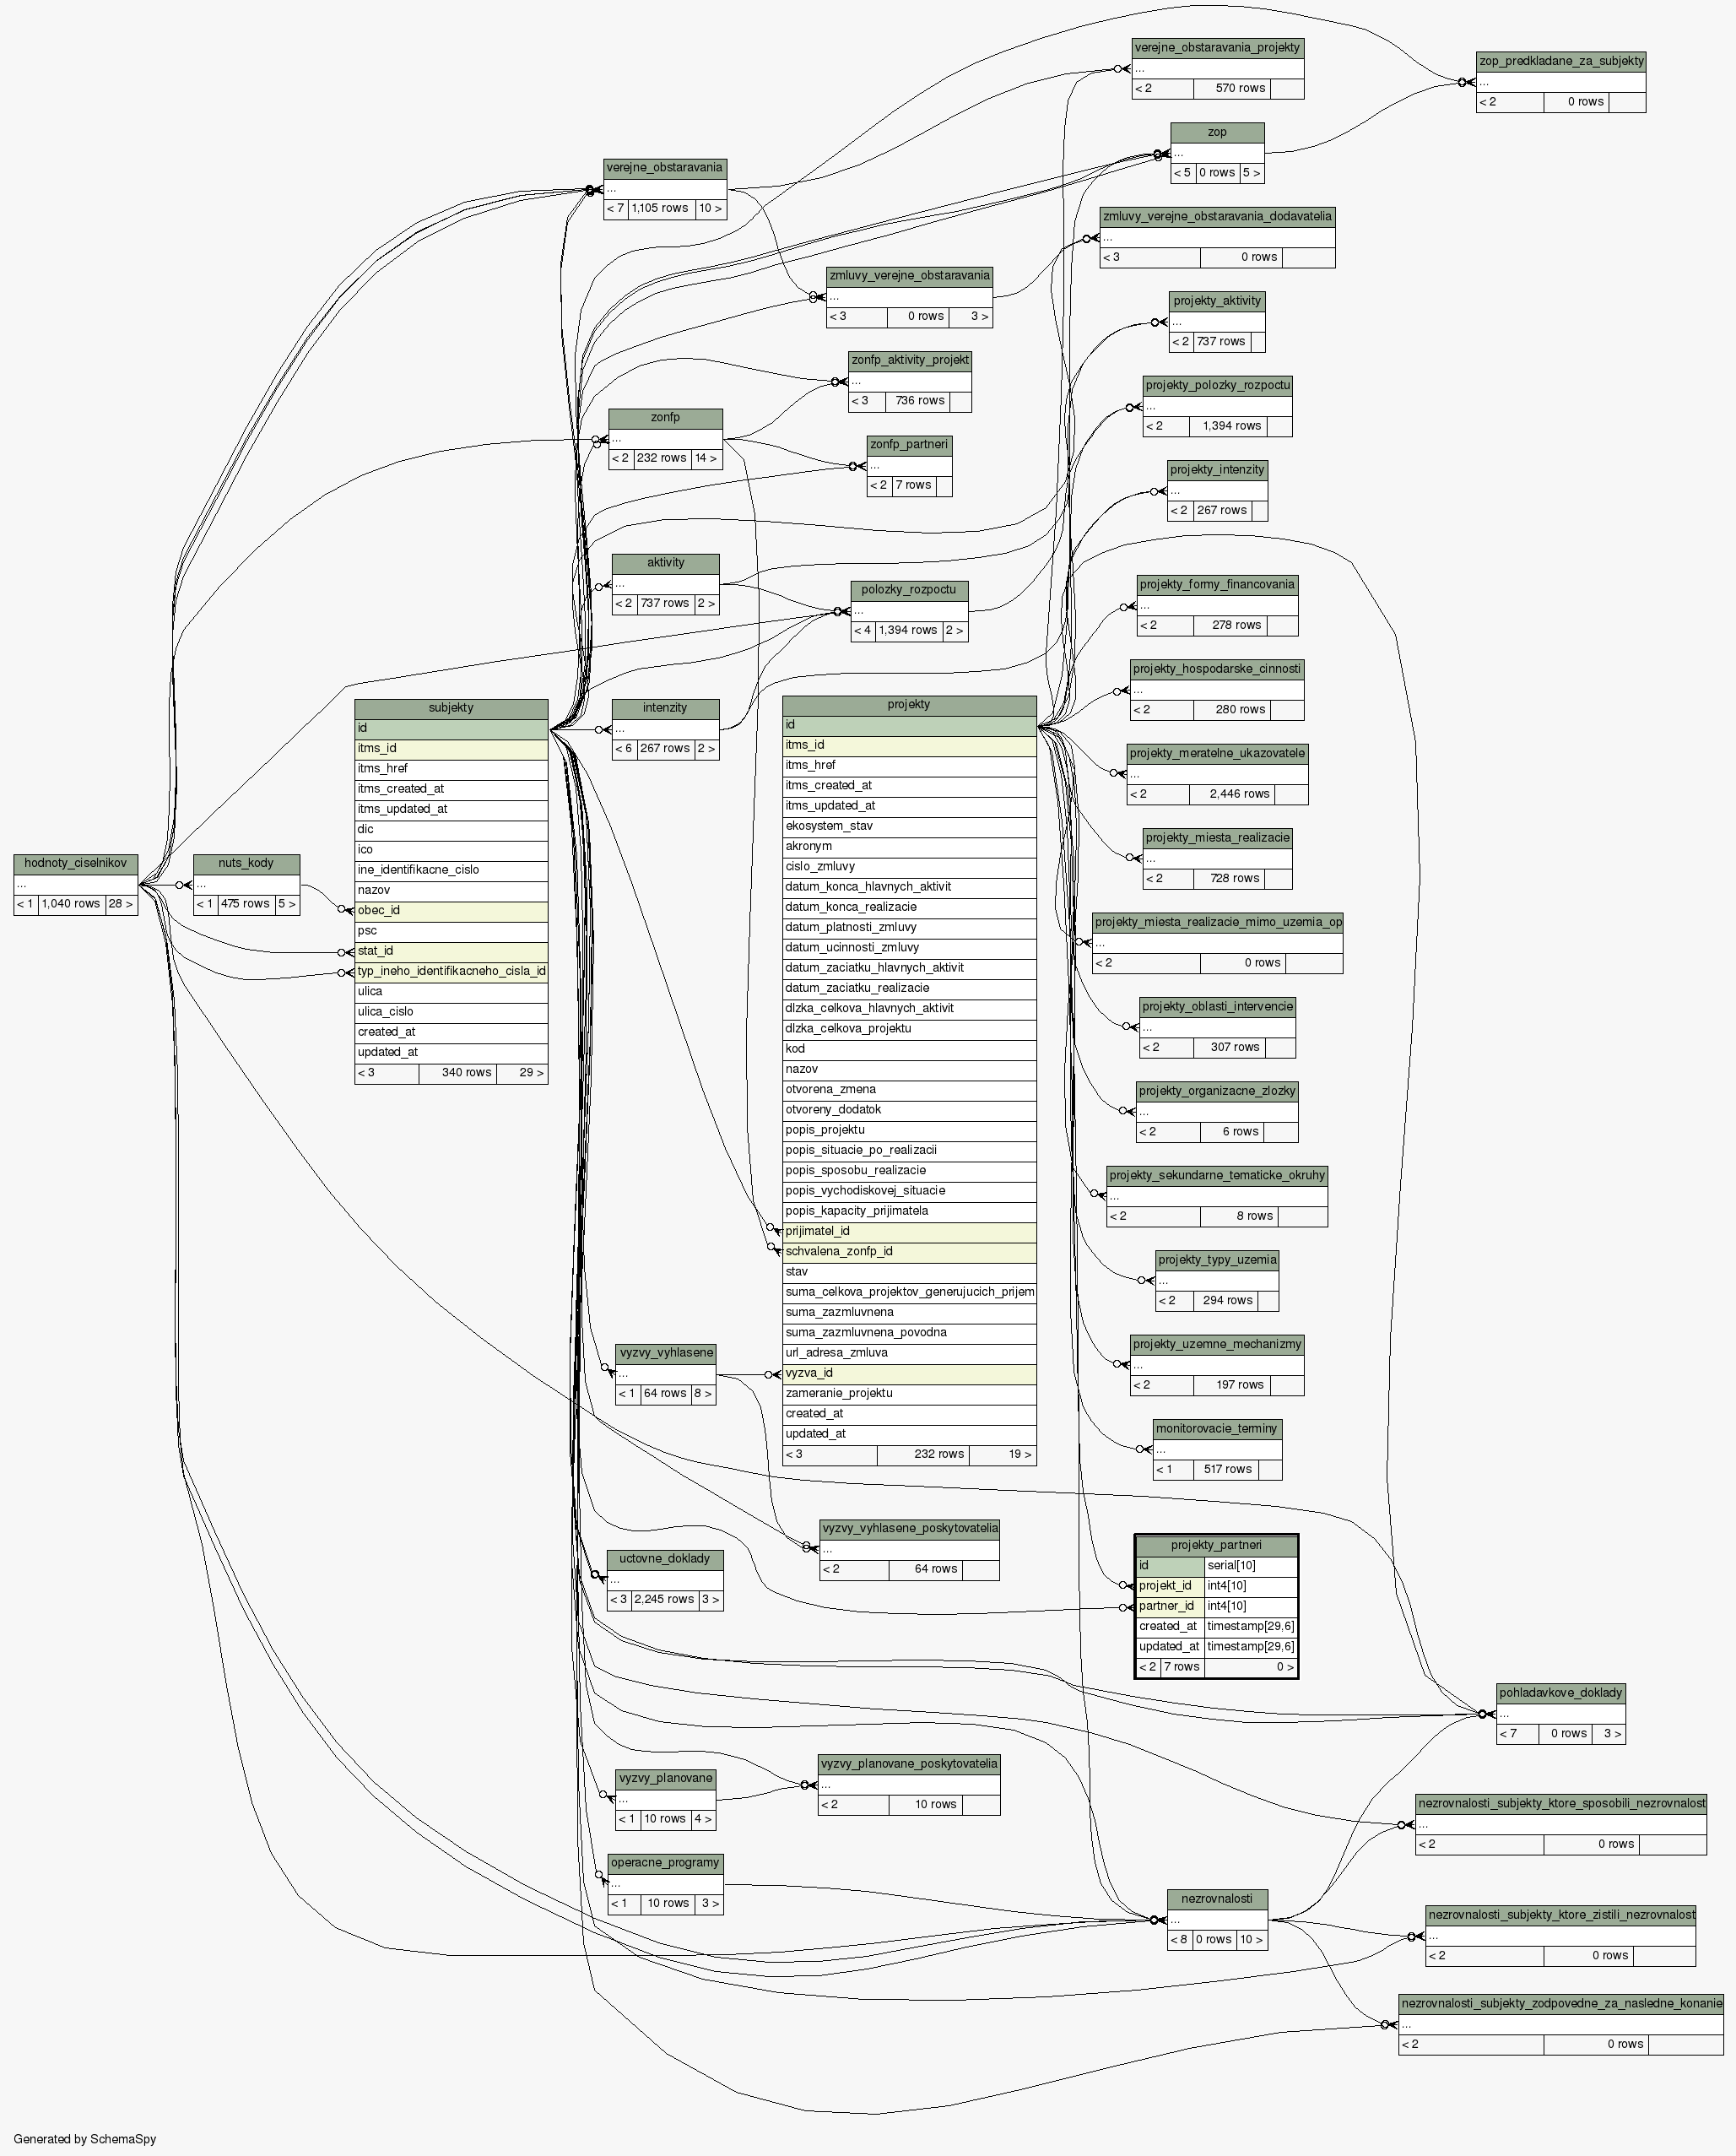 verejne_obstaravania_projekty
...
< 2 570 rows
zop_predkladane_za_subjekty
...
< 2 0 rows
zop
...
< 5 0 rows 5 >
verejne_obstaravania
...
< 7 1,105 rows 10 >
zmluvy_verejne_obstaravania_dodavatelia
...
< 3 0 rows
zmluvy_verejne_obstaravania
...
< 3 0 rows 3 >
projekty_aktivity
...
< 2 737 rows
zonfp_aktivity_projekt
...
< 3 736 rows
projekty_polozky_rozpoctu
...
< 2 1,394 rows
zonfp
...
< 2 232 rows 14 >
zonfp_partneri
...
< 2 7 rows
projekty_intenzity
...
< 2 267 rows
aktivity
...
< 2 737 rows 2 >
polozky_rozpoctu
...
< 4 1,394 rows 2 >
projekty_formy_financovania
...
< 2 278 rows
projekty_hospodarske_cinnosti
...
< 2 280 rows
intenzity
...
< 6 267 rows 2 >
hodnoty_ciselnikov
...
< 1 1,040 rows 28 >
nuts_kody
...
< 1 475 rows 5 >
subjekty
id
itms_id
itms_href
itms_created_at
itms_updated_at
dic
ico
ine_identifikacne_cislo
nazov
obec_id
psc
stat_id
typ_ineho_identifikacneho_cisla_id
ulica
ulica_cislo
created_at
updated_at
< 3 340 rows 29 >
projekty
id
itms_id
itms_href
itms_created_at
itms_updated_at
ekosystem_stav
akronym
cislo_zmluvy
datum_konca_hlavnych_aktivit
datum_konca_realizacie
datum_platnosti_zmluvy
datum_ucinnosti_zmluvy
datum_zaciatku_hlavnych_aktivit
datum_zaciatku_realizacie
dlzka_celkova_hlavnych_aktivit
dlzka_celkova_projektu
kod
nazov
otvorena_zmena
otvoreny_dodatok
popis_projektu
popis_situacie_po_realizacii
popis_sposobu_realizacie
popis_vychodiskovej_situacie
popis_kapacity_prijimatela
prijimatel_id
schvalena_zonfp_id
stav
suma_celkova_projektov_generujucich_prijem
suma_zazmluvnena
suma_zazmluvnena_povodna
url_adresa_zmluva
vyzva_id
zameranie_projektu
created_at
updated_at
< 3 232 rows 19 >
projekty_meratelne_ukazovatele
...
< 2 2,446 rows
projekty_miesta_realizacie
...
< 2 728 rows
projekty_miesta_realizacie_mimo_uzemia_op
...
< 2 0 rows
projekty_oblasti_intervencie
...
< 2 307 rows
projekty_organizacne_zlozky
...
< 2 6 rows
projekty_sekundarne_tematicke_okruhy
...
< 2 8 rows
projekty_typy_uzemia
...
< 2 294 rows
projekty_uzemne_mechanizmy
...
< 2 197 rows
monitorovacie_terminy
...
< 1 517 rows
vyzvy_vyhlasene
...
< 1 64 rows 8 >
vyzvy_vyhlasene_poskytovatelia
...
< 2 64 rows
uctovne_doklady
...
< 3 2,245 rows 3 >
projekty_partneri
id serial[10]
projekt_id int4[10]
partner_id int4[10]
created_at timestamp[29,6]
updated_at timestamp[29,6]
< 2 7 rows 0 >
pohladavkove_doklady
...
< 7 0 rows 3 >
vyzvy_planovane
...
< 1 10 rows 4 >
vyzvy_planovane_poskytovatelia
...
< 2 10 rows
nezrovnalosti_subjekty_ktore_sposobili_nezrovnalost
...
< 2 0 rows
operacne_programy
...
< 1 10 rows 3 >
nezrovnalosti
...
< 8 0 rows 10 >
nezrovnalosti_subjekty_ktore_zistili_nezrovnalost
...
< 2 0 rows
nezrovnalosti_subjekty_zodpovedne_za_nasledne_konanie
...
< 2 0 rows
Generated by SchemaSpy